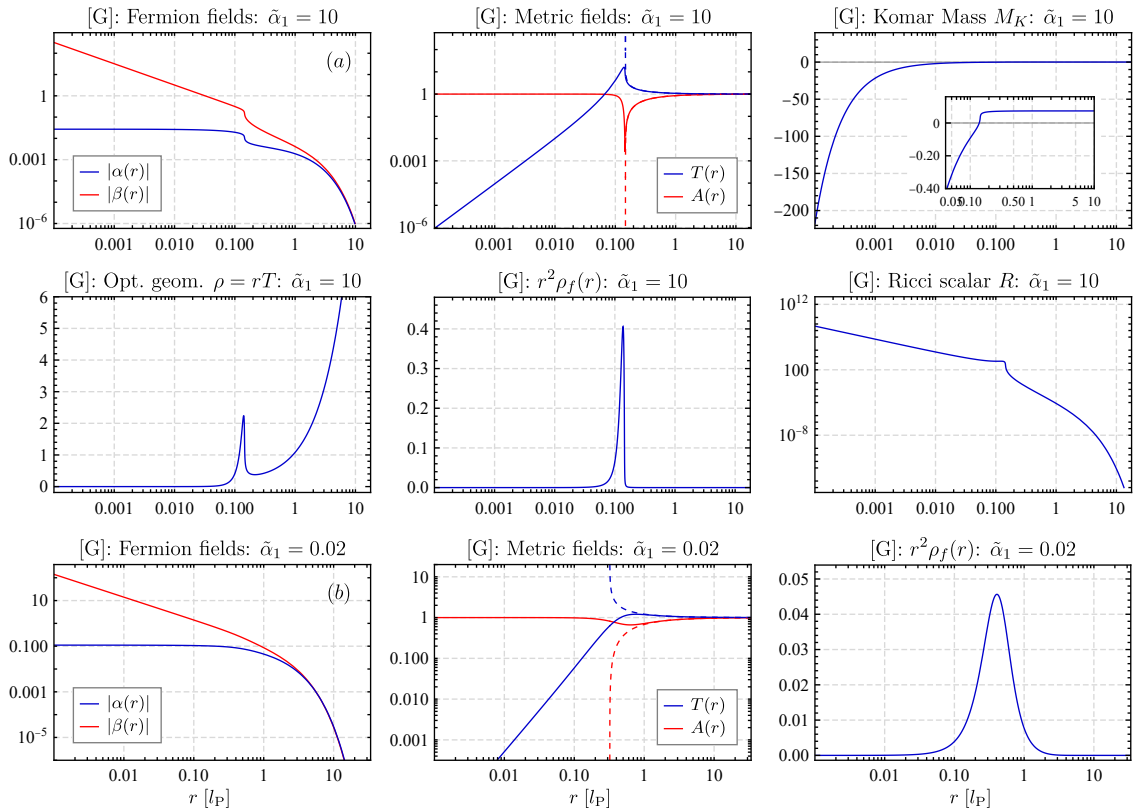 [G]: Fermion fields: α̃₁ = 10
(a)
1
0.001
10⁻⁶
|α(r)|
|β(r)|
0.001 0.010 0.100 1 10
[G]: Metric fields: α̃₁ = 10
1
0.001
10⁻⁶
T(r)
A(r)
0.001 0.010 0.100 1 10
[G]: Komar Mass M_K: α̃₁ = 10
0
−50
−100
−150
−200
0
−0.20
−0.40
0.05 0.10 0.50 1 5 10
0.001 0.010 0.100 1 10
[G]: Opt. geom. ρ = rT: α̃₁ = 10
6
5
4
3
2
1
0
0.001 0.010 0.100 1 10
[G]: r²ρ_f(r): α̃₁ = 10
0.4
0.3
0.2
0.1
0.0
0.001 0.010 0.100 1 10
[G]: Ricci scalar R: α̃₁ = 10
10¹²
100
10⁻⁸
0.001 0.010 0.100 1 10
[G]: Fermion fields: α̃₁ = 0.02
(b)
10
0.100
0.001
10⁻⁵
|α(r)|
|β(r)|
0.01 0.10 1 10
r [l_P]
[G]: Metric fields: α̃₁ = 0.02
10
1
0.100
0.010
0.001
T(r)
A(r)
0.01 0.10 1 10
r [l_P]
[G]: r²ρ_f(r): α̃₁ = 0.02
0.05
0.04
0.03
0.02
0.01
0.00
0.01 0.10 1 10
r [l_P]